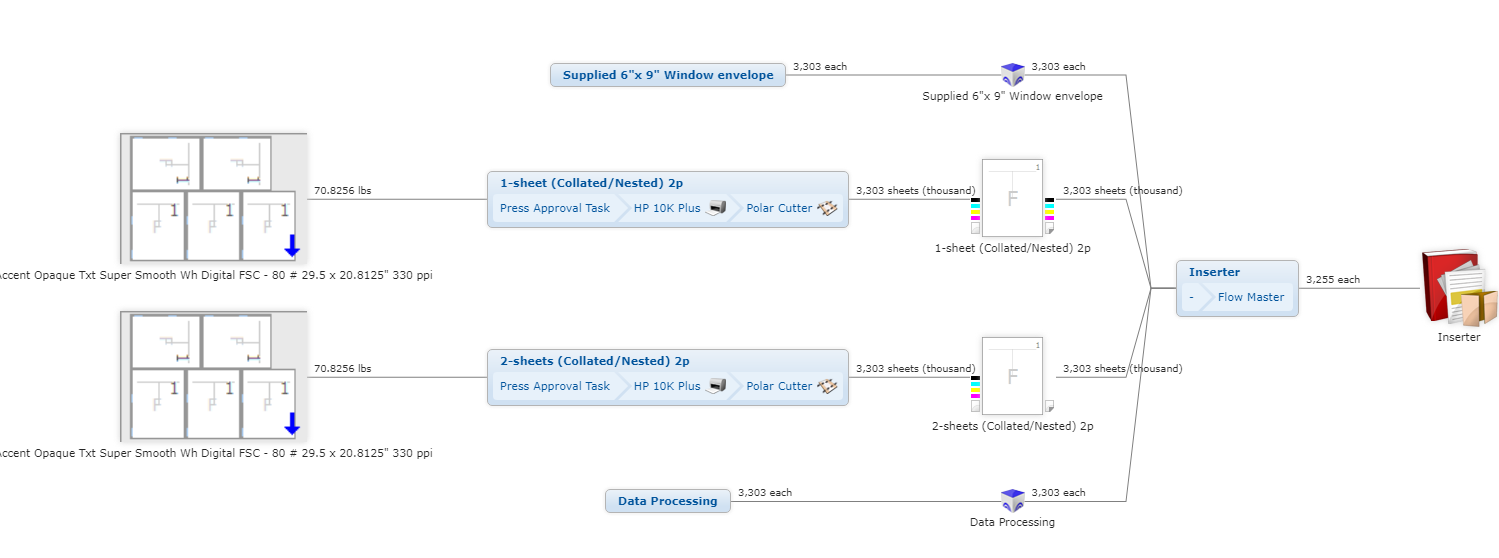 3,303 each
3,303 each
Supplied 6"x 9" Window envelope
Supplied 6"x 9" Window envelope
1
1
1
70.8256 lbs
1-sheet (Collated/Nested) 2p
Press Approval Task
HP 10K Plus
Polar Cutter
3,303 sheets (thousand)
1
F
3,303 sheets (thousand)
1-sheet (Collated/Nested) 2p
Accent Opaque Txt Super Smooth Wh Digital FSC - 80 # 29.5 x 20.8125" 330 ppi
Inserter
-
Flow Master
3,255 each
Inserter
1
1
1
70.8256 lbs
2-sheets (Collated/Nested) 2p
Press Approval Task
HP 10K Plus
Polar Cutter
3,303 sheets (thousand)
1
F
3,303 sheets (thousand)
2-sheets (Collated/Nested) 2p
Accent Opaque Txt Super Smooth Wh Digital FSC - 80 # 29.5 x 20.8125" 330 ppi
Data Processing
3,303 each
3,303 each
Data Processing